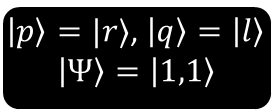 |p⟩ = |r⟩, |q⟩ = |l⟩
|Ψ⟩ = |1,1⟩